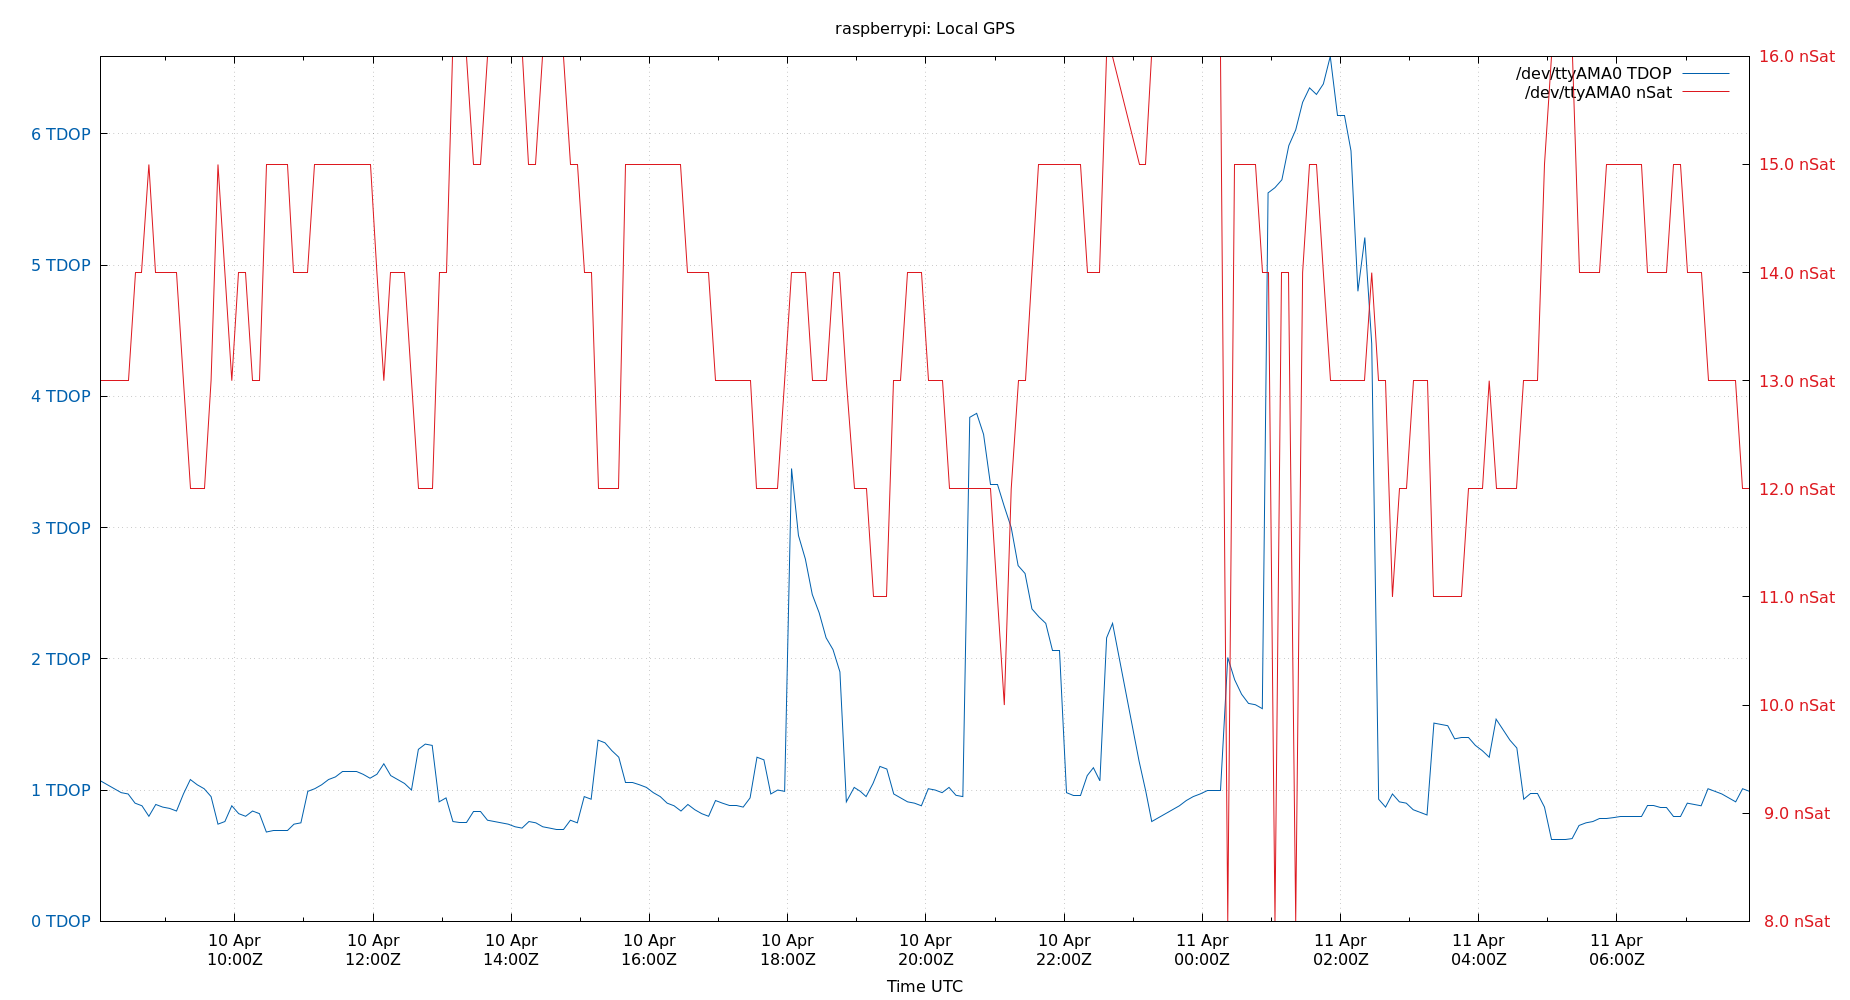 raspberrypi: Local GPS
/dev/ttyAMA0 TDOP
/dev/ttyAMA0 nSat
6 TDOP
5 TDOP
4 TDOP
3 TDOP
2 TDOP
1 TDOP
0 TDOP
16.0 nSat
15.0 nSat
14.0 nSat
13.0 nSat
12.0 nSat
11.0 nSat
10.0 nSat
9.0 nSat
8.0 nSat
10 Apr
10:00Z
10 Apr
12:00Z
10 Apr
14:00Z
10 Apr
16:00Z
10 Apr
18:00Z
10 Apr
20:00Z
10 Apr
22:00Z
11 Apr
00:00Z
11 Apr
02:00Z
11 Apr
04:00Z
11 Apr
06:00Z
Time UTC